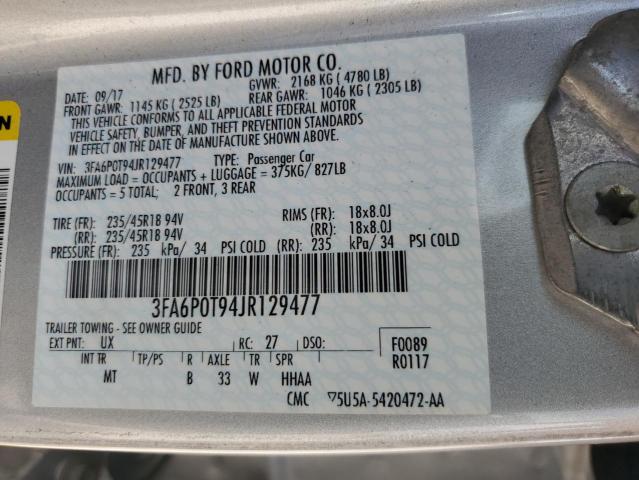 MFD. BY FORD MOTOR CO.
DATE: 09/17 GVWR: 2168 KG ( 4780 LB)
FRONT GAWR: 1145 KG ( 2525 LB) REAR GAWR: 1046 KG ( 2305 LB)
THIS VEHICLE CONFORMS TO ALL APPLICABLE FEDERAL MOTOR
VEHICLE SAFETY, BUMPER, AND THEFT PREVENTION STANDARDS
IN EFFECT ON THE DATE OF MANUFACTURE SHOWN ABOVE.
VIN: 3FA6P0T94JR129477 TYPE: Passenger Car
MAXIMUM LOAD = OCCUPANTS + LUGGAGE = 375KG/ 827LB
OCCUPANTS = 5 TOTAL; 2 FRONT, 3 REAR
TIRE (FR): 235/45R18 94V RIMS (FR): 18x8.0J
(RR): 235/45R18 94V (RR): 18x8.0J
PRESSURE (FR): 235 kPa/ 34 PSI COLD (RR): 235 kPa/ 34 PSI COLD
3FA6P0T94JR129477
TRAILER TOWING - SEE OWNER GUIDE
EXT PNT: UX RC: 27 DSO: F0089
INT TR TP/PS R AXLE TR SPR R0117
MT B 33 W HHAA
CMC ▽5U5A-5420472-AA